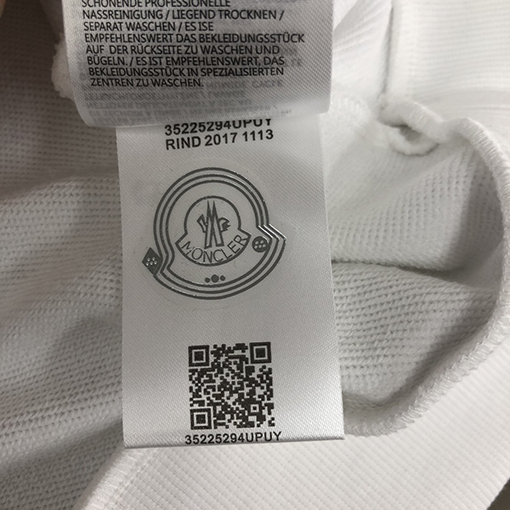 SCHONENDE PROFESSIONELLE
NASSREINIGUNG / LIEGEND TROCKNEN /
SEPARAT WASCHEN / ES ISE
EMPFEHLENSWERT DAS BEKLEIDUNGSSTÜCK
AUF DER RÜCKSEITE ZU WASCHEN UND
BÜGELN. / ES IST EMPFEHLENSWERT, DAS
BEKLEIDUNGSSTÜCK IN SPEZIALISIERTEN
ZENTREN ZU WASCHEN.
35225294UPUY
RIND 2017 1113
MONCLER
35225294UPUY